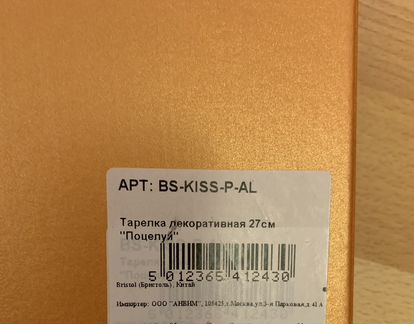 АРТ: BS-KISS-P-AL
Тарелка декоративная 27см
"Поцелуй"
5 012365 412430
Bristol (Бристоль), Китай
Импортер: ООО "АНВИМ", 105425,г.Москва,ул.3-я Парковая,д.41А